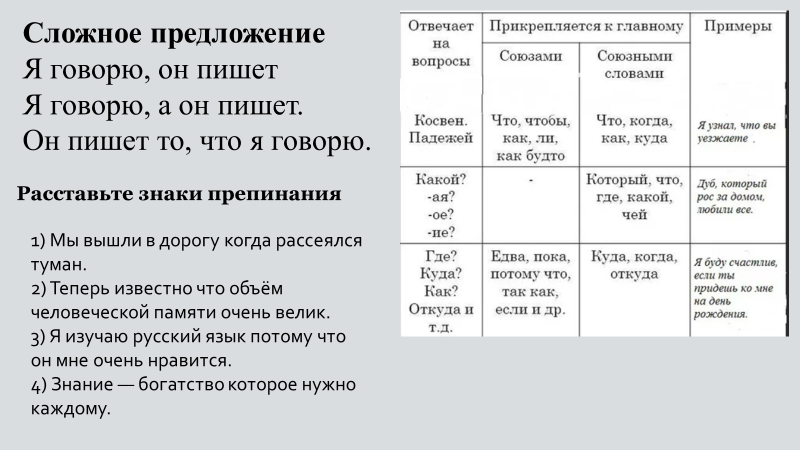 Сложное предложение
Я говорю, он пишет
Я говорю, а он пишет.
Он пишет то, что я говорю.
Расставьте знаки препинания
1) Мы вышли в дорогу когда рассеялся
туман.
2) Теперь известно что объём
человеческой памяти очень велик.
3) Я изучаю русский язык потому что
он мне очень нравится.
4) Знание — богатство которое нужно
каждому.
Отвечает
на
вопросы
Прикрепляется к главному
Примеры
Союзами
Союзными
словами
Косвен.
Падежей
Что, чтобы,
как, ли,
как будто
Что, когда,
как, куда
Я узнал, что вы
уезжаете .
Какой?
-ая?
-ое?
-ие?
-
Который, что,
где, какой,
чей
Дуб, который
рос за домом,
любили все.
Где?
Куда?
Как?
Откуда и
т.д.
Едва, пока,
потому что,
так как,
если и др.
Куда, когда,
откуда
Я буду счастлив,
если ты
придешь ко мне
на день
рождения.